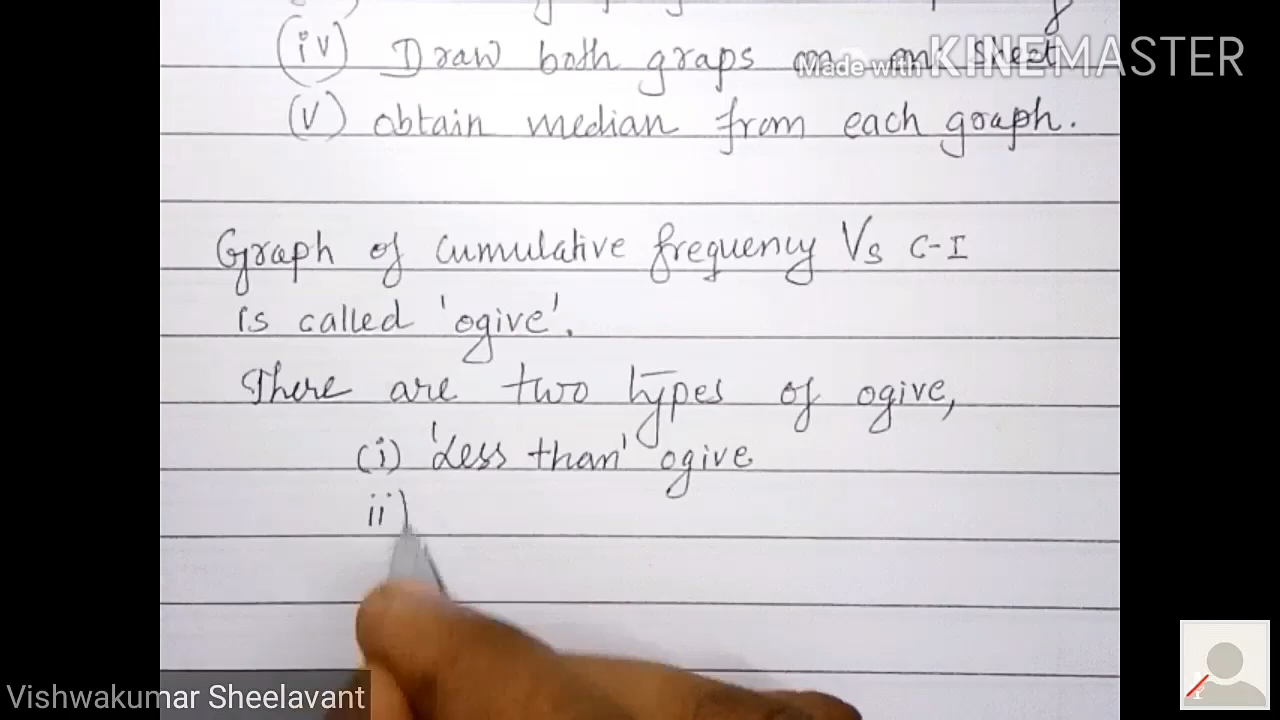 (iv) Draw both graps on one sheet
Made with KINEMASTER
(v) obtain median from each graph.
Graph of cumulative frequency Vs C-I
is called 'ogive'.
There are two types of ogive,
(i) 'Less than' ogive
ii)
Vishwakumar Sheelavant